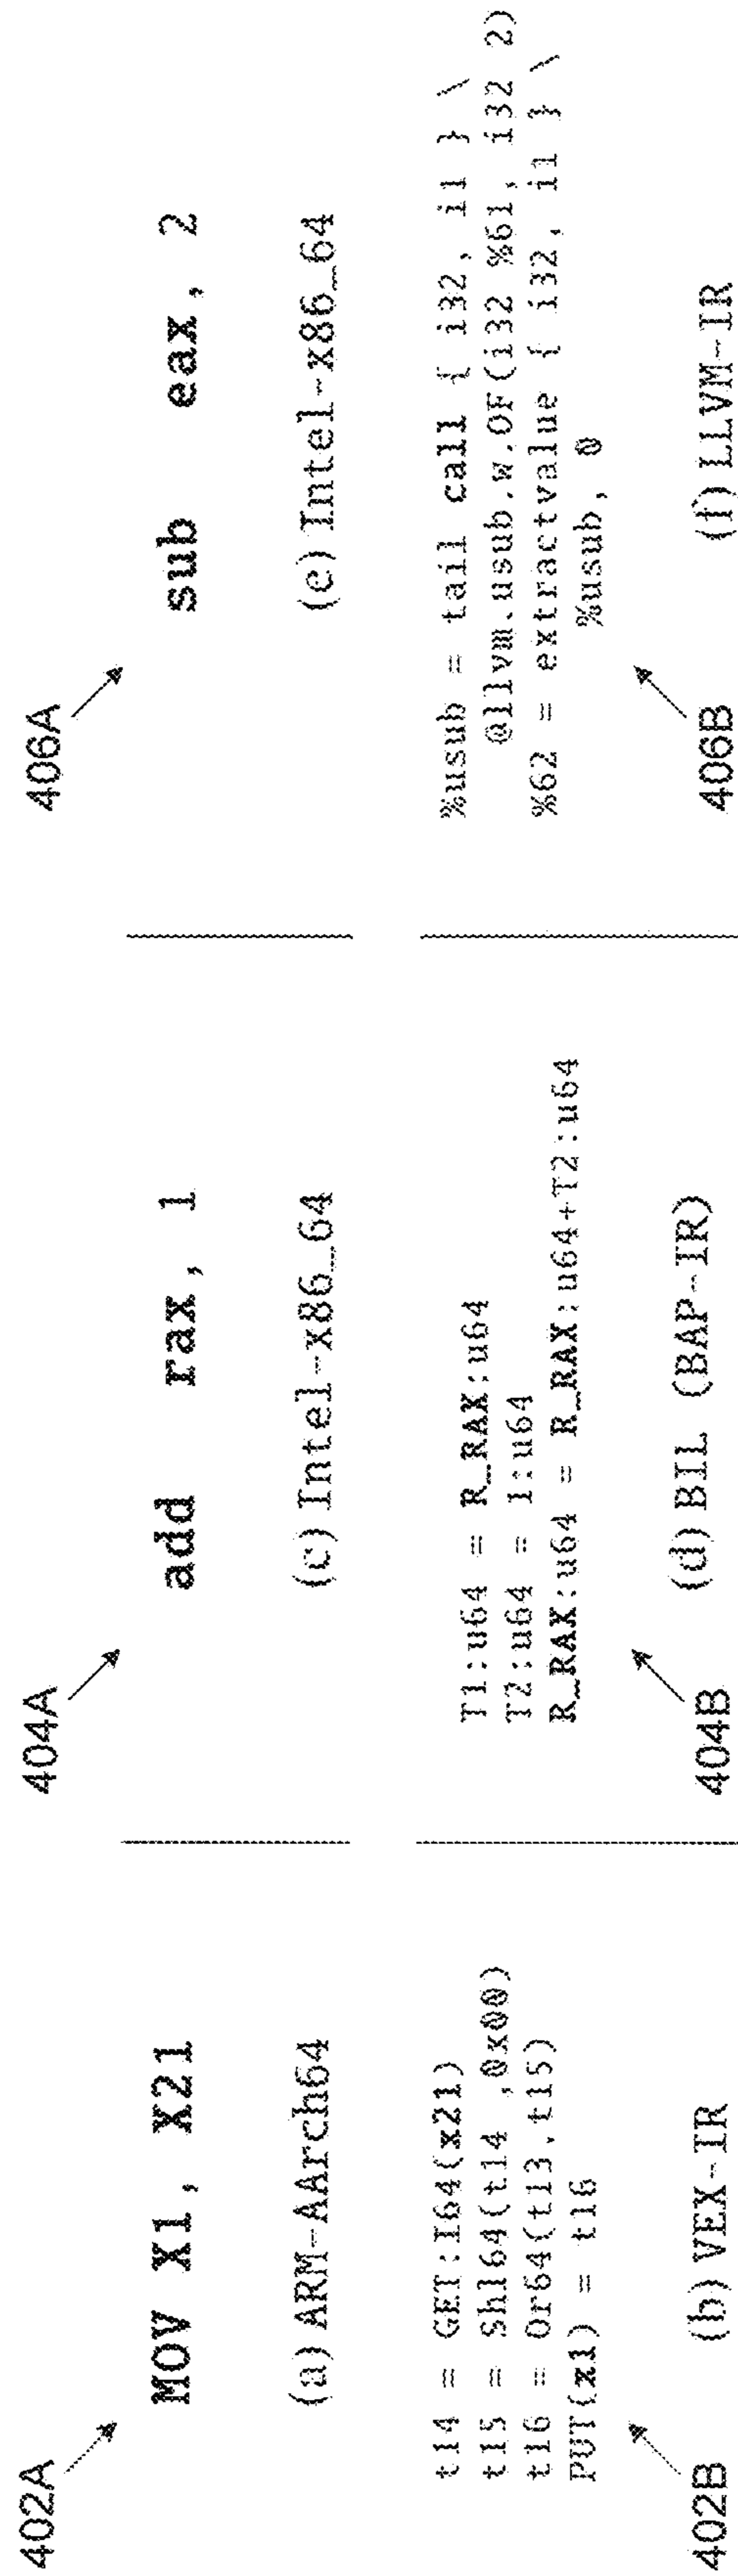 402A
MOV X1, X21
(a) ARM-AArch64
t14 = GET:I64(x21)
t15 = Shl64(t14 ,0x00)
t16 = Or64(t13,t15)
PUT(x1) = t16
402B
(b) VEX-IR
404A
add rax, 1
(c) Intel-x86_64
T1:u64 = R_RAX:u64
T2:u64 = 1:u64
R_RAX:u64 = R_RAX:u64+T2:u64
404B
(d) BIL (BAP-IR)
406A
sub eax, 2
(e) Intel-x86_64
%usub = tail call { i32, i1 } \
@llvm.usub.w.OF(i32 %61, i32 2)
%62 = extractvalue { i32, i1 } \
%usub, 0
406B
(f) LLVM-IR